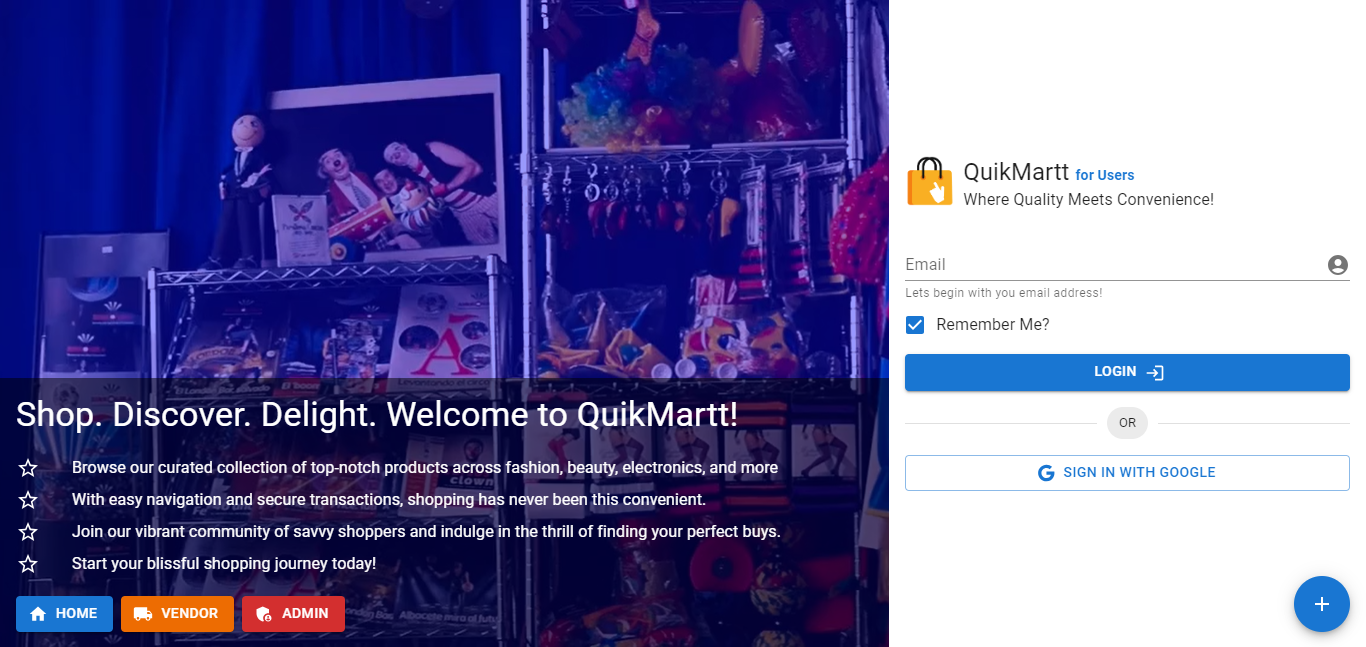 Levantando el circo
Shop. Discover. Delight. Welcome to QuikMartt!
Browse our curated collection of top-notch products across fashion, beauty, electronics, and more
clown
With easy navigation and secure transactions, shopping has never been this convenient.
Join our vibrant community of savvy shoppers and indulge in the thrill of finding your perfect buys.
Start your blissful shopping journey today!
HOME
VENDOR
ADMIN
QuikMartt for Users
Where Quality Meets Convenience!
Email
Lets begin with you email address!
Remember Me?
LOGIN
OR
SIGN IN WITH GOOGLE